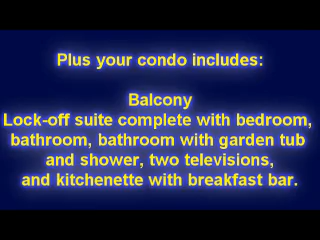 Plus your condo includes:
Balcony
Lock-off suite complete with bedroom,
bathroom, bathroom with garden tub
and shower, two televisions,
and kitchenette with breakfast bar.